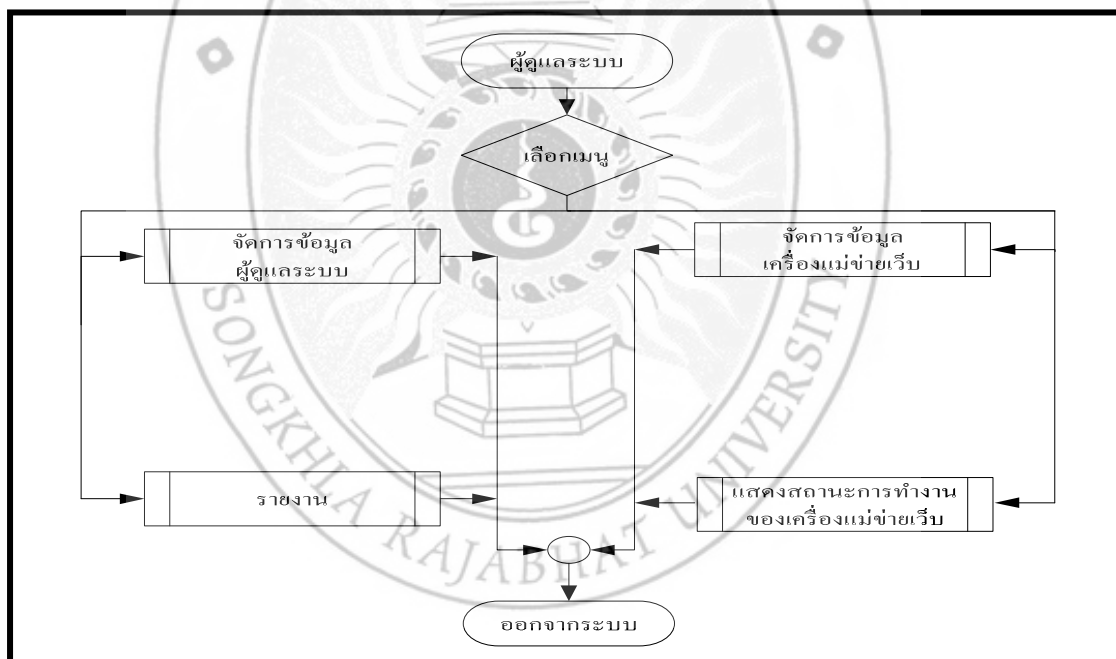 ผู้ดูแลระบบ
เลือกเมนู
จัดการข้อมูล
ผู้ดูแลระบบ
จัดการข้อมูล
เครื่องแม่ข่ายเว็บ
รายงาน
แสดงสถานะการทำงาน
ของเครื่องแม่ข่ายเว็บ
ออกจากระบบ
SONGKHLA RAJABHAT UNIVERSITY